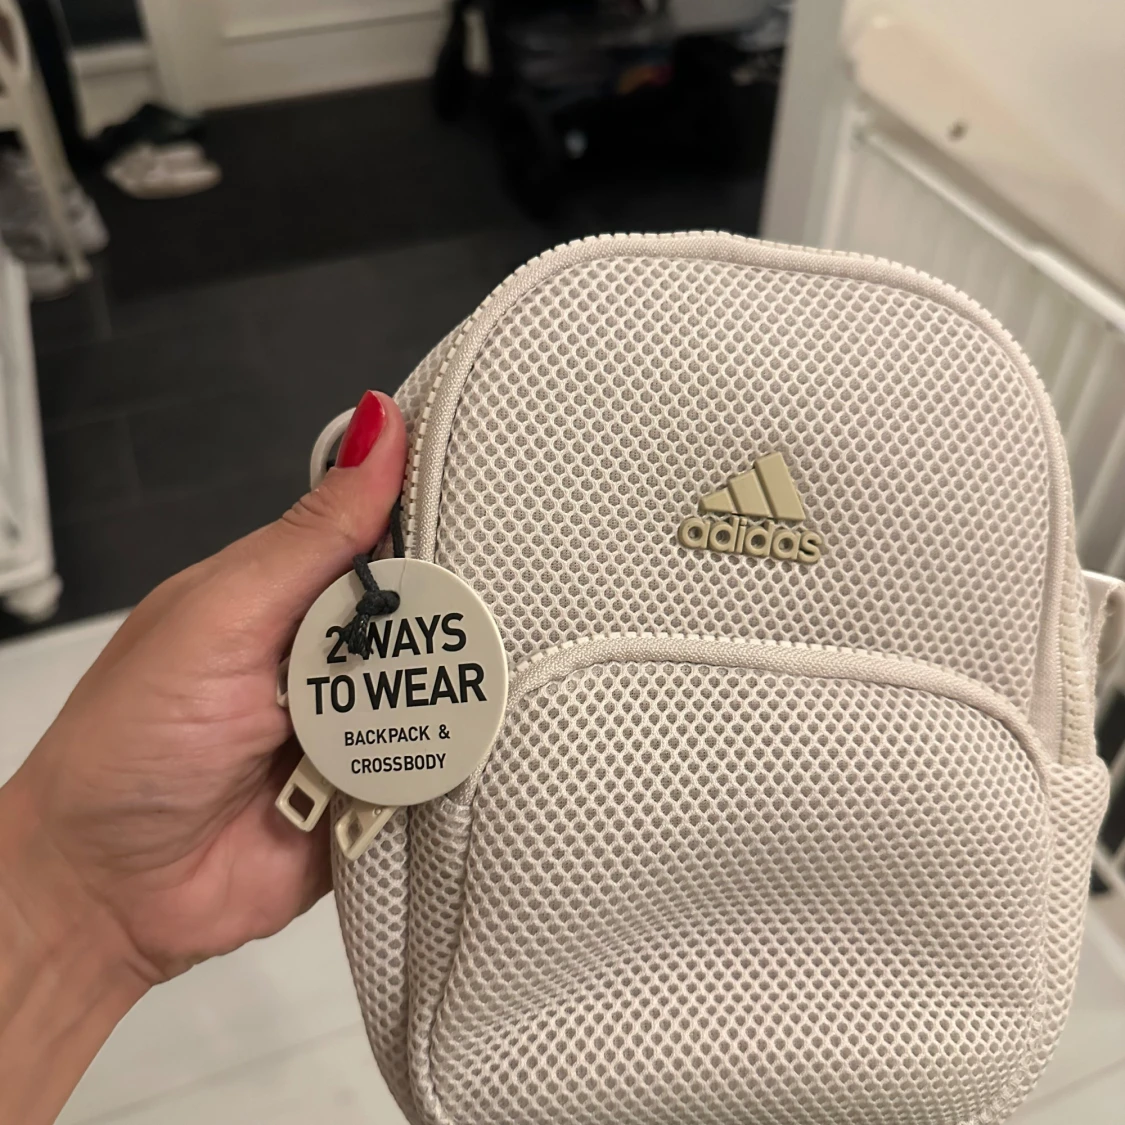 adidas
2 WAYS
TO WEAR
BACKPACK &
CROSSBODY